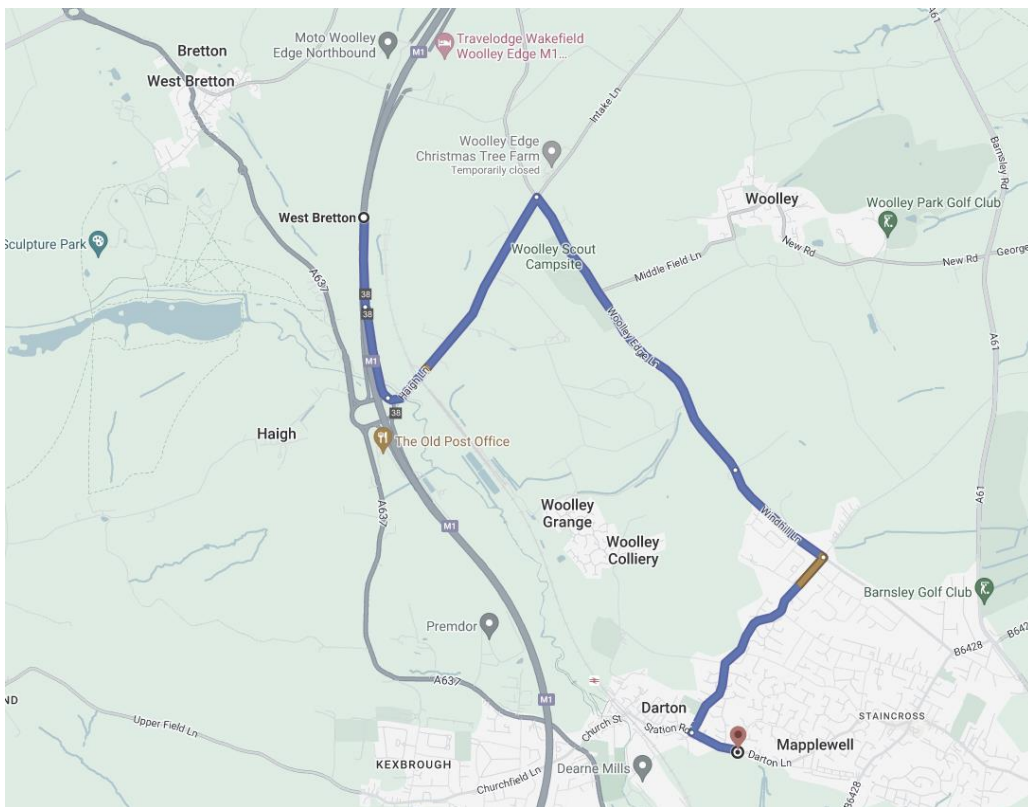 A61
Moto Woolley
Edge Northbound
M1
Travelodge Wakefield
Woolley Edge M1...
Bretton
West Bretton
Intake Ln
Barnsley Rd
Woolley Edge
Christmas Tree Farm
Temporarily closed
Woolley
Woolley Park Golf Club
West Bretton
Sculpture Park
Woolley Scout
Campsite
New Rd
George
Middle Field Ln
A637
38
38
Woolley Edge Ln
A61
M1
Haigh Ln
38
Haigh
The Old Post Office
A637
A61
Woolley
Grange
Woolley
Colliery
Windhill Ln
M1
Barnsley Golf Club
Premdor
B6428
B642
A637
M1
ND
Darton
Church St
Station Rd
STAINCROSS
Upper Field Ln
Mapplewell
Darton Ln
KEXBROUGH
Dearne Mills
Churchfield Ln
B6428